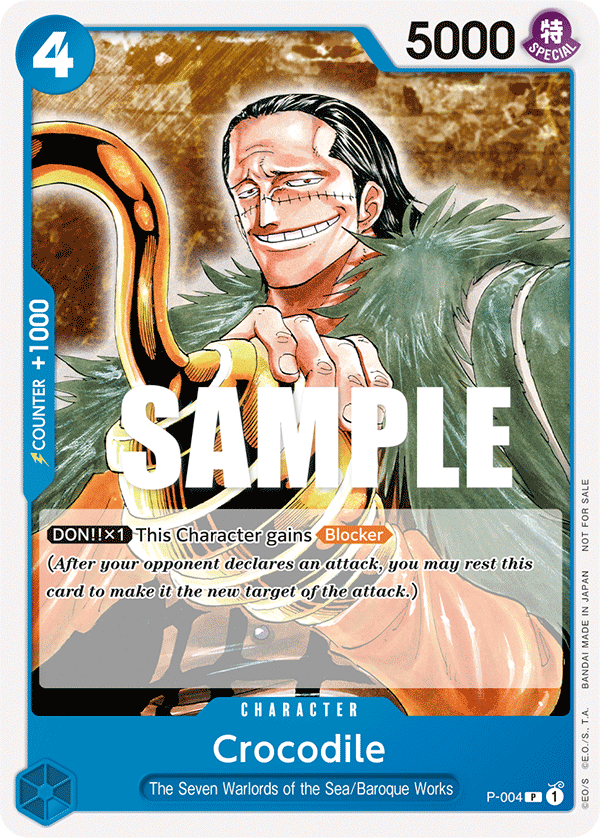 4
5000
特
SPECIAL
COUNTER +1000
SAMPLE
DON!!×1 This Character gains Blocker
(After your opponent declares an attack, you may rest this
card to make it the new target of the attack.)
CHARACTER
Crocodile
The Seven Warlords of the Sea/Baroque Works
P-004 P 1
©EO/S ©E.O./S., T.A. BANDAI MADE IN JAPAN NOT FOR SALE